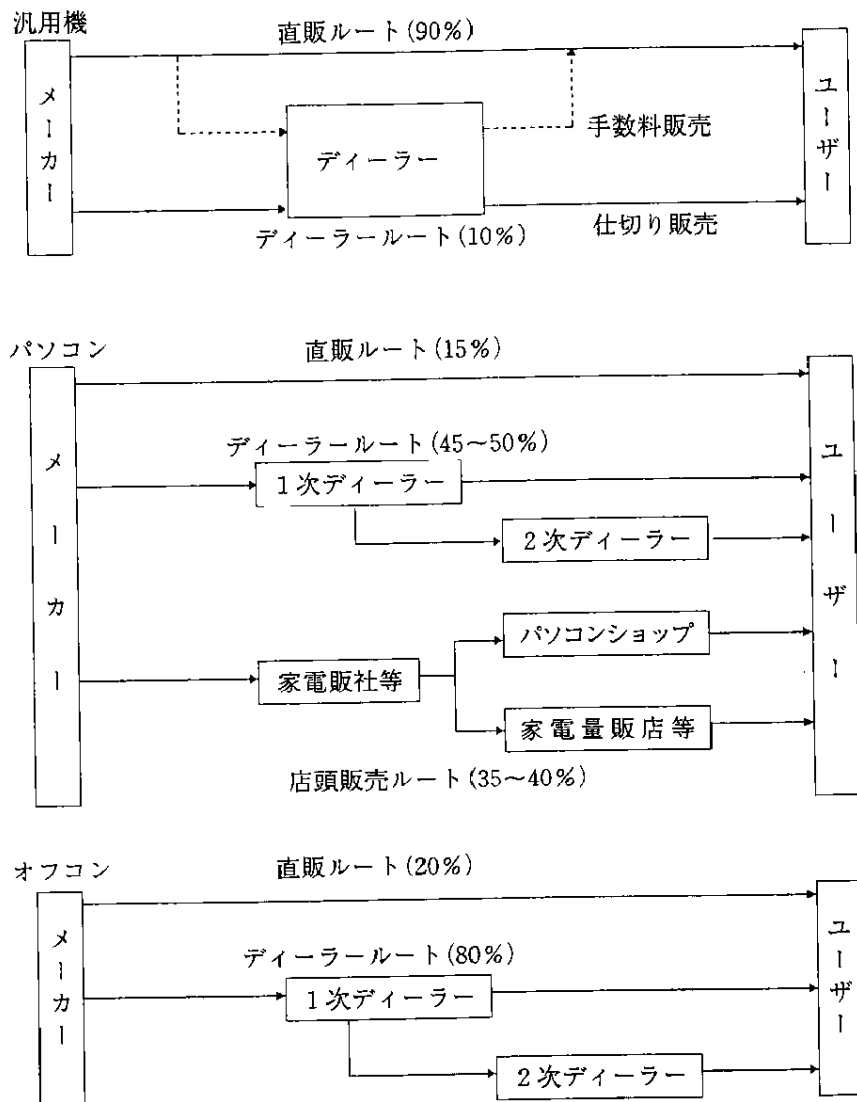 汎用機
直販ルート(90%)
メーカー
ディーラー
手数料販売
ユーザー
ディーラールート(10%)
仕切り販売
パソコン
直販ルート(15%)
メーカー
ディーラールート(45～50%)
1次ディーラー
2次ディーラー
ユーザー
パソコンショップ
家電販社等
家電量販店等
店頭販売ルート(35～40%)
オフコン
直販ルート(20%)
メーカー
ディーラールート(80%)
1次ディーラー
ユーザー
2次ディーラー